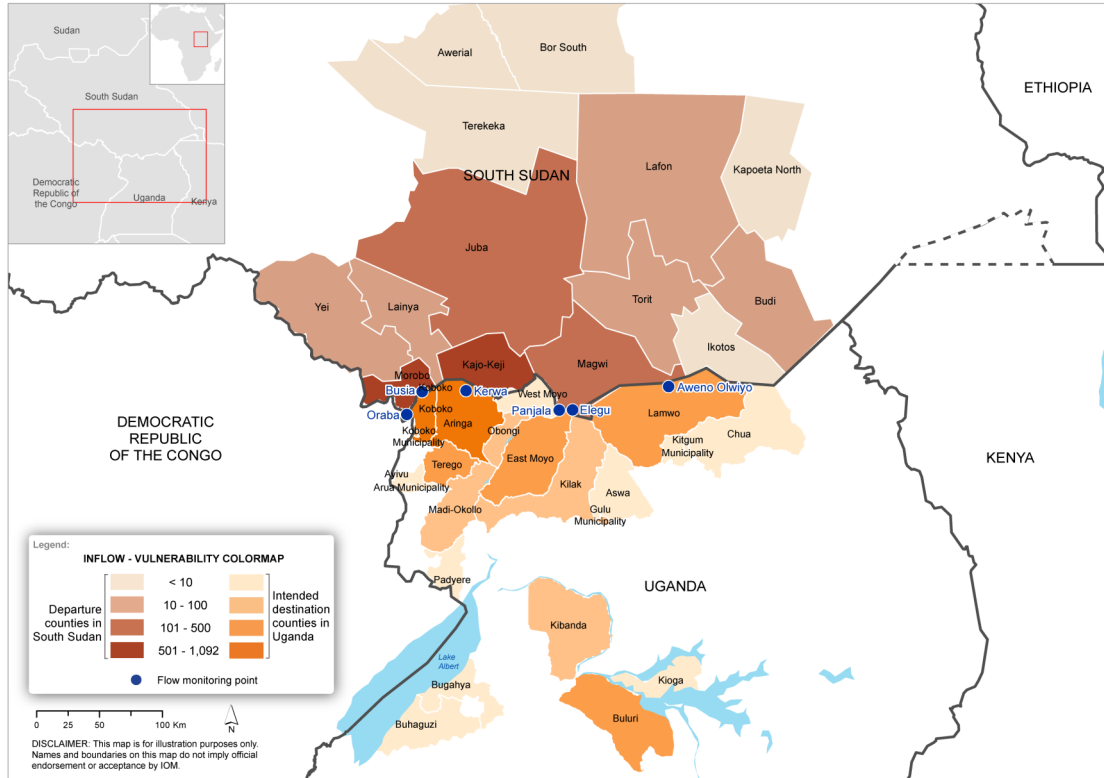 Sudan
South Sudan
Democratic
Republic of
the Congo
Uganda
Kenya
Awerial
Bor South
ETHIOPIA
Terekeka
SOUTH SUDAN
Lafon
Kapoeta North
Juba
Yei
Lainya
Torit
Budi
Ikotos
Magwi
Kajo-Keji
Morobo
Koboko
Busia
Kerwa
West Moyo
Aweno Olwiyo
Oraba
Koboko
Aringa
Panjala
Elegu
Lamwo
Koboko
Municipality
Obongi
Chua
Kitgum
Municipality
DEMOCRATIC
REPUBLIC
OF THE CONGO
KENYA
Terego
East Moyo
Ayivu
Arua Municipality
Kilak
Aswa
Madi-Okollo
Gulu
Municipality
Padyere
UGANDA
Kibanda
Lake
Albert
Bugahya
Kioga
Buhaguzi
Buluri
Legend:
INFLOW - VULNERABILITY COLORMAP
Departure
counties in
South Sudan
< 10
10 - 100
101 - 500
501 - 1,092
Intended
destination
counties in
Uganda
Flow monitoring point
0 25 50 100 Km
N
DISCLAIMER: This map is for illustration purposes only.
Names and boundaries on this map do not imply official
endorsement or acceptance by IOM.